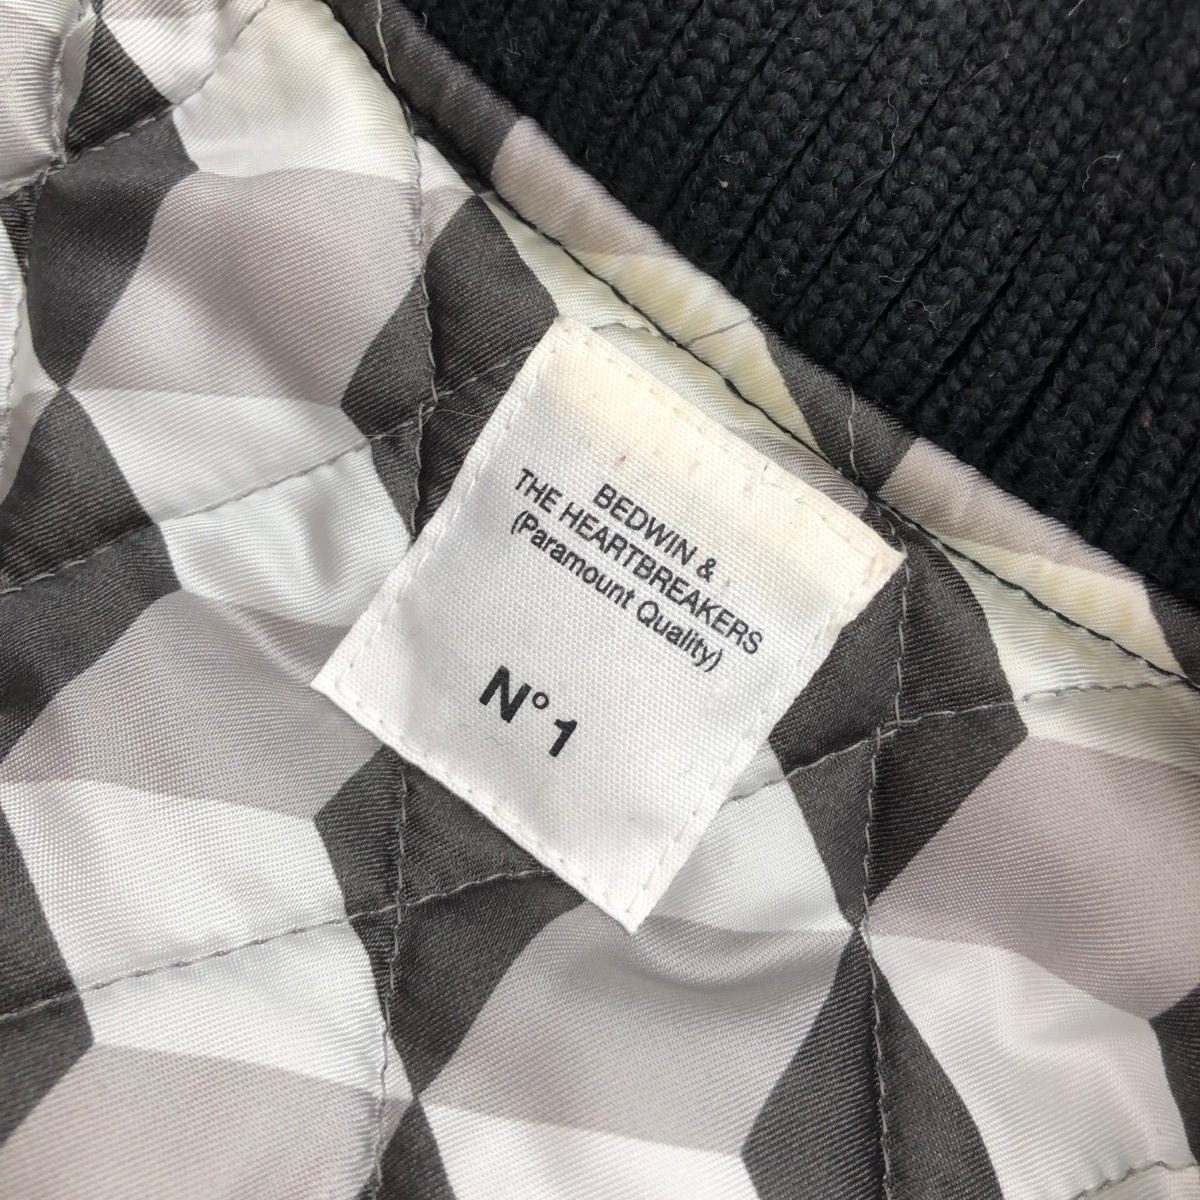 BEDWIN &
THE HEARTBREAKERS
(Paramount Quality)
N° 1